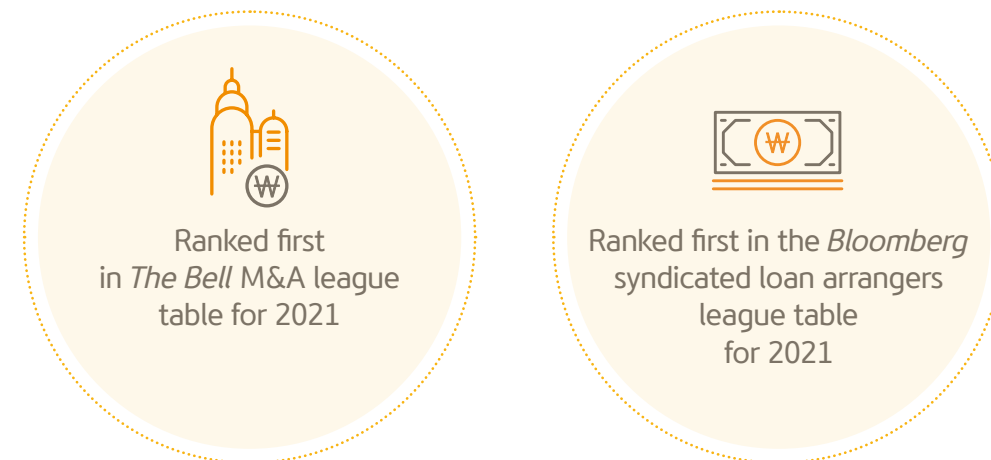 ₩
Ranked first
in The Bell M&A league
table for 2021
₩
Ranked first in the Bloomberg
syndicated loan arrangers
league table
for 2021